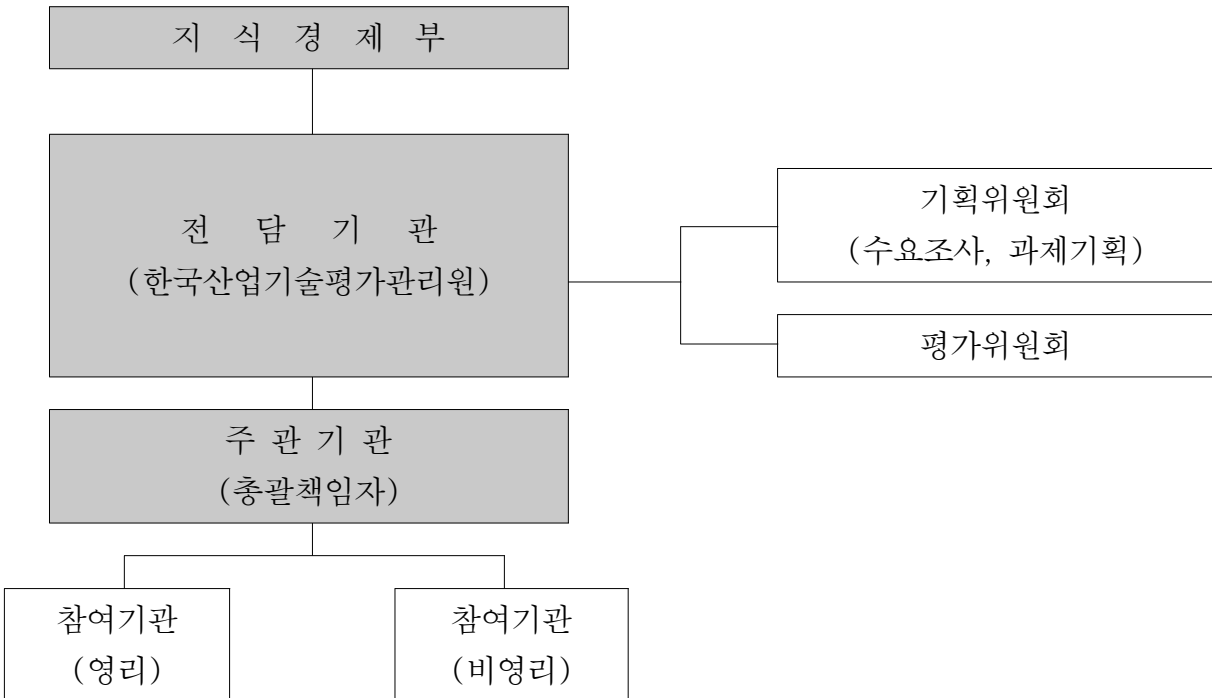 지 식 경 제 부
전 담 기 관
(한국산업기술평가관리원)
기획위원회
(수요조사, 과제기획)
평가위원회
주 관 기 관
(총괄책임자)
참여기관
(영리)
참여기관
(비영리)